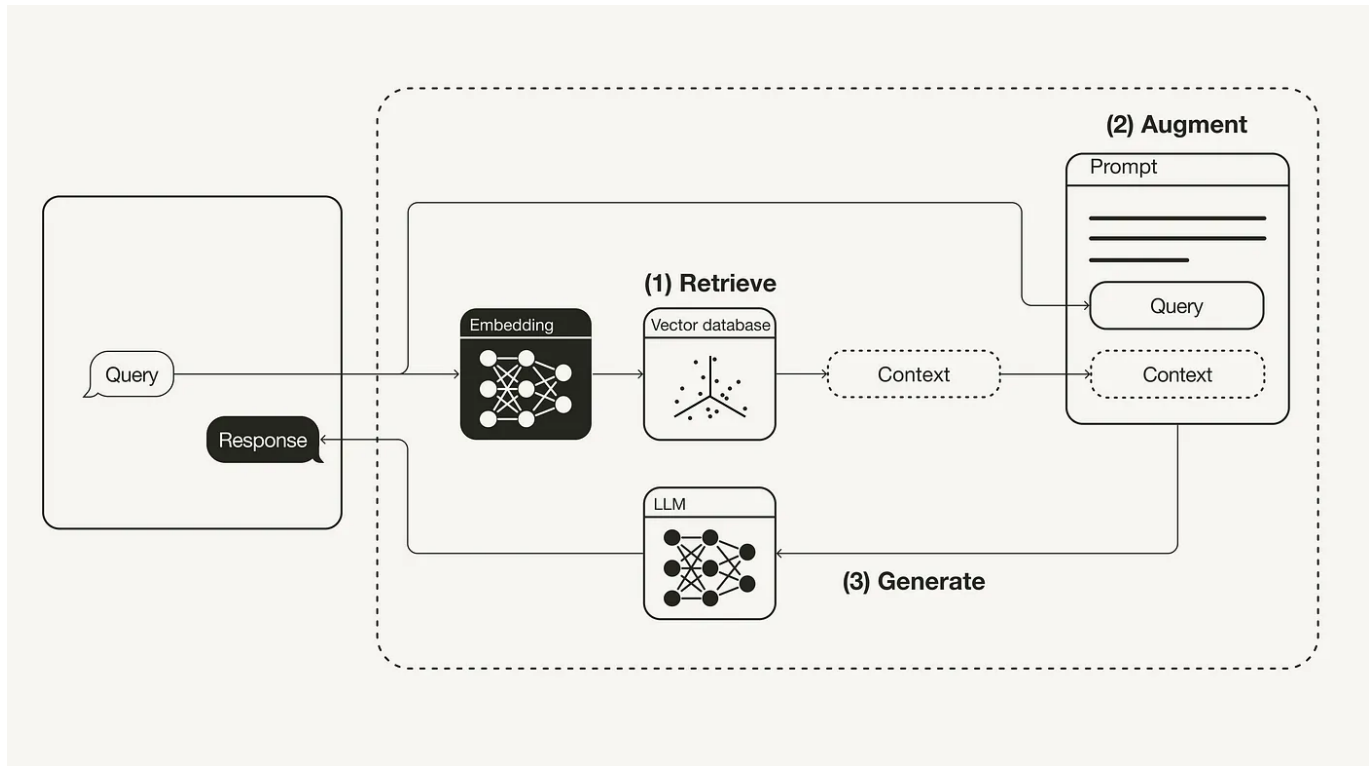 (2) Augment
Prompt
(1) Retrieve
Query
Embedding
Vector database
Query
Context
Context
Response
LLM
(3) Generate